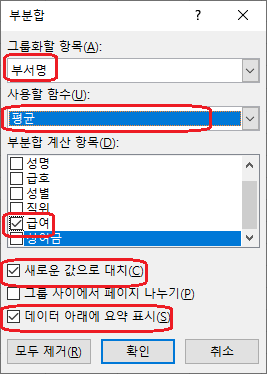 부분합
?
그룹화할 항목(A):
부서명
사용할 함수(U):
평균
부분합 계산 항목(D):
성명
급호
성별
직위
급여
상여금
새로운 값으로 대치(C)
그룹 사이에서 페이지 나누기(P)
데이터 아래에 요약 표시(S)
모두 제거(R) 확인 취소